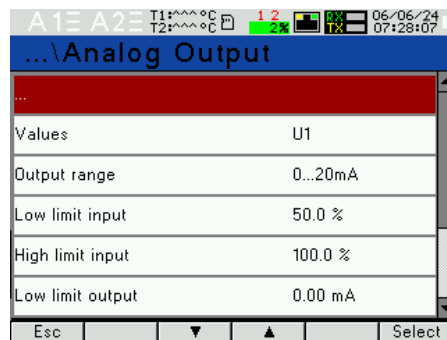 A1 A2 T1:^^^°C 1 2 RX 06/06/24
T2:^^^°C 2% TX 07:28:07
...\Analog Output
...
Values U1
Output range 0...20mA
Low limit input 50.0 %
High limit input 100.0 %
Low limit output 0.00 mA
Esc ▼ ▲ Select